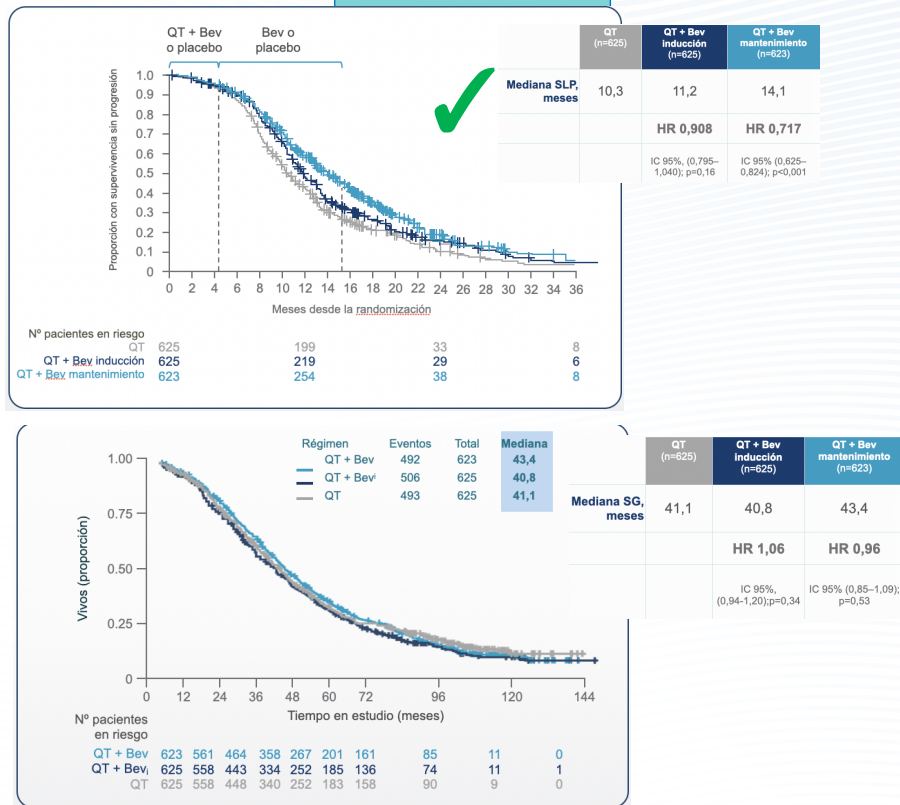 QT + Bev
o placebo
Bev o
placebo
Proporción con supervivencia sin progresión
1.0
0.9
0.8
0.7
0.6
0.5
0.4
0.3
0.2
0.1
0
0 2 4 6 8 10 12 14 16 18 20 22 24 26 28 30 32 34 36
Meses desde la randomización
Nº pacientes en riesgo
QT 625 199 33 8
QT + Bev inducción 625 219 29 6
QT + Bev mantenimiento 623 254 38 8
QT
(n=625)
QT + Bev
inducción
(n=625)
QT + Bev
mantenimiento
(n=623)
Mediana SLP,
meses
10,3 11,2 14,1
HR 0,908 HR 0,717
IC 95%, (0,795–
1,040); p=0,16
IC 95% (0,625–
0,824); p<0,001
Régimen Eventos Total Mediana
QT + Bev 492 623 43,4
QT + Bevi 506 625 40,8
QT 493 625 41,1
Vivos (proporción)
1.00
0.75
0.50
0.25
0
0 12 24 36 48 60 72 96 120 144
Tiempo en estudio (meses)
Nº pacientes
en riesgo
QT + Bev 623 561 464 358 267 201 161 85 11 0
QT + Bevi 625 558 443 334 252 185 136 74 11 1
QT 625 558 448 340 252 183 158 90 9 0
QT
(n=625)
QT + Bev
inducción
(n=625)
QT + Bev
mantenimiento
(n=623)
Mediana SG,
meses
41,1 40,8 43,4
HR 1,06 HR 0,96
IC 95%,
(0,94-1,20);p=0,34
IC 95% (0,85–1,09);
p=0,53